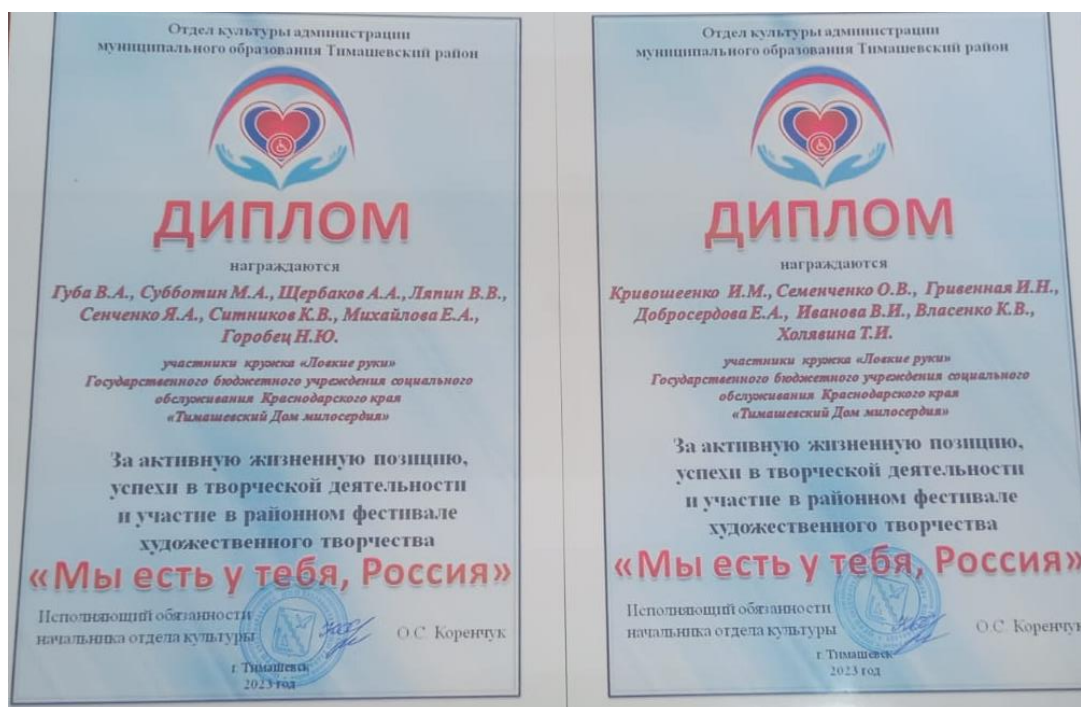 Отдел культуры администрации
муниципального образования Тимашевский район
ДИПЛОМ
награждаются
Губа В.А., Субботин М.А., Щербаков А.А., Ляпин В.В.,
Сенченко Я.А., Ситников К.В., Михайлова Е.А.,
Горобец Н.Ю.
участники кружка «Ловкие руки»
Государственного бюджетного учреждения социального
обслуживания Краснодарского края
«Тимашевский Дом милосердия»
За активную жизненную позицию,
успехи в творческой деятельности
и участие в районном фестивале
художественного творчества
«Мы есть у тебя, Россия»
Исполняющий обязанности
начальника отдела культуры О.С. Коренчук
г. Тимашевск
2023 год
Отдел культуры администрации
муниципального образования Тимашевский район
ДИПЛОМ
награждаются
Кривошеенко И.М., Семенченко О.В., Гривенная И.Н.,
Добросердова Е.А., Иванова В.И., Власенко К.В.,
Холявина Т.И.
участники кружка «Ловкие руки»
Государственного бюджетного учреждения социального
обслуживания Краснодарского края
«Тимашевский Дом милосердия»
За активную жизненную позицию,
успехи в творческой деятельности
и участие в районном фестивале
художественного творчества
«Мы есть у тебя, Россия»
Исполняющий обязанности
начальника отдела культуры О.С. Коренчук
г. Тимашевск
2023 год